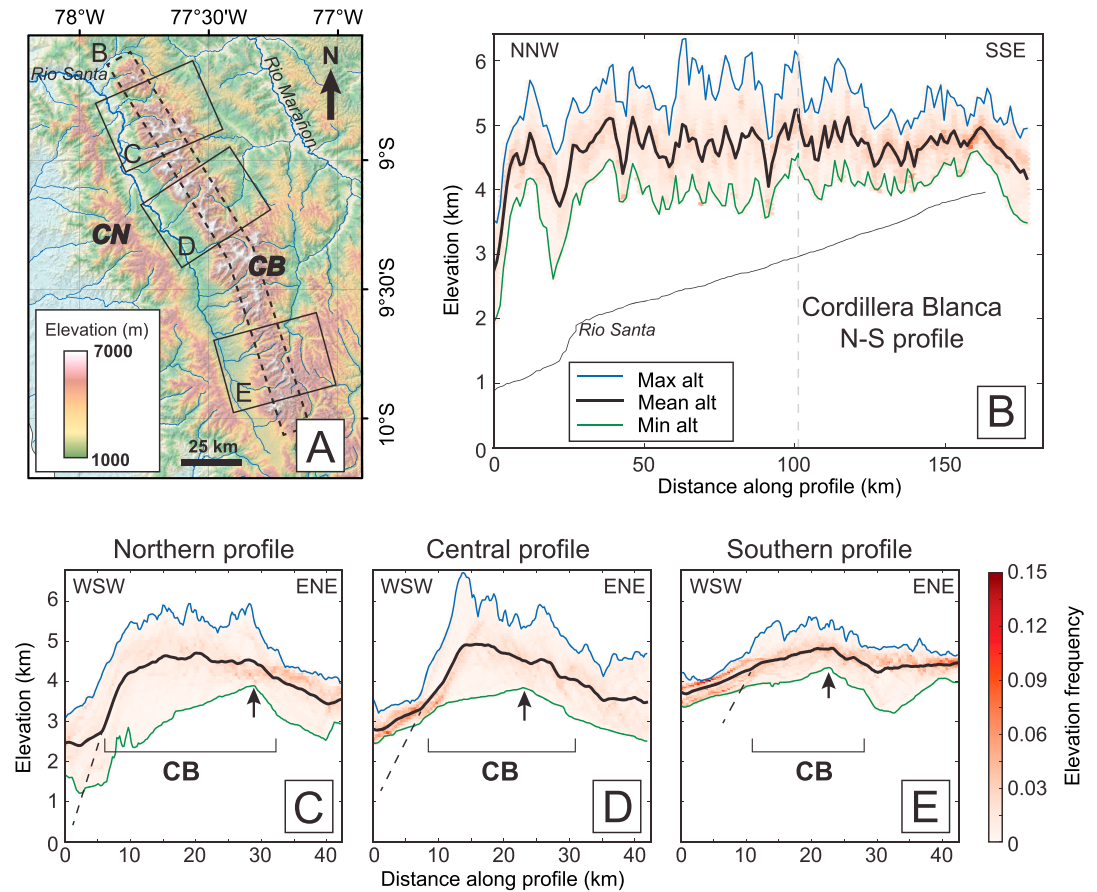 78°W 77°30'W 77°W
B
Rio Santa
Rio Marañon
N
C
9°S
CN
D
CB
9°30'S
Elevation (m)
7000
1000
E
10°S
25 km
A
NNW SSE
6
5
4
3
2
1
0
Elevation (km)
Rio Santa
Cordillera Blanca
N-S profile
Max alt
Mean alt
Min alt
B
0 50 100 150
Distance along profile (km)
Northern profile
WSW ENE
6
5
4
3
2
1
0
Elevation (km)
CB
C
0 10 20 30 40
Central profile
WSW ENE
CB
D
0 10 20 30 40
Southern profile
WSW ENE
CB
E
0 10 20 30 40
Distance along profile (km)
0.15
0.12
0.09
0.06
0.03
0
Elevation frequency